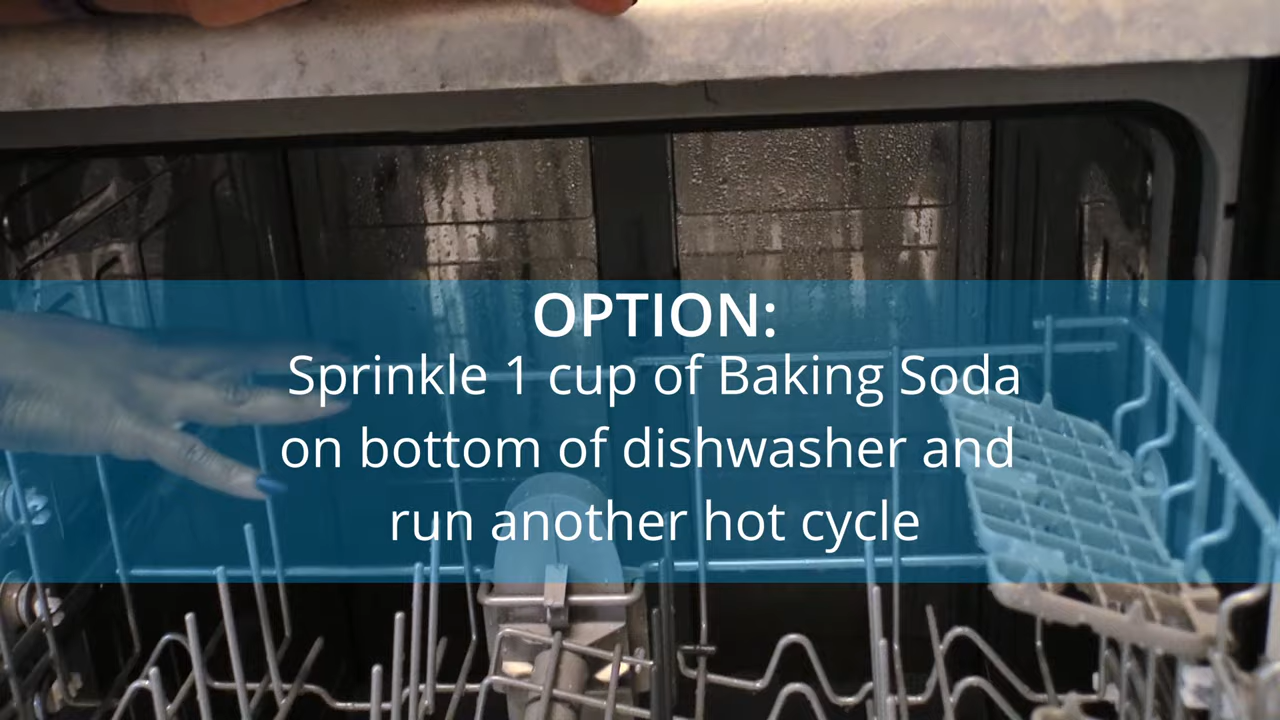 OPTION:
Sprinkle 1 cup of Baking Soda
on bottom of dishwasher and
run another hot cycle